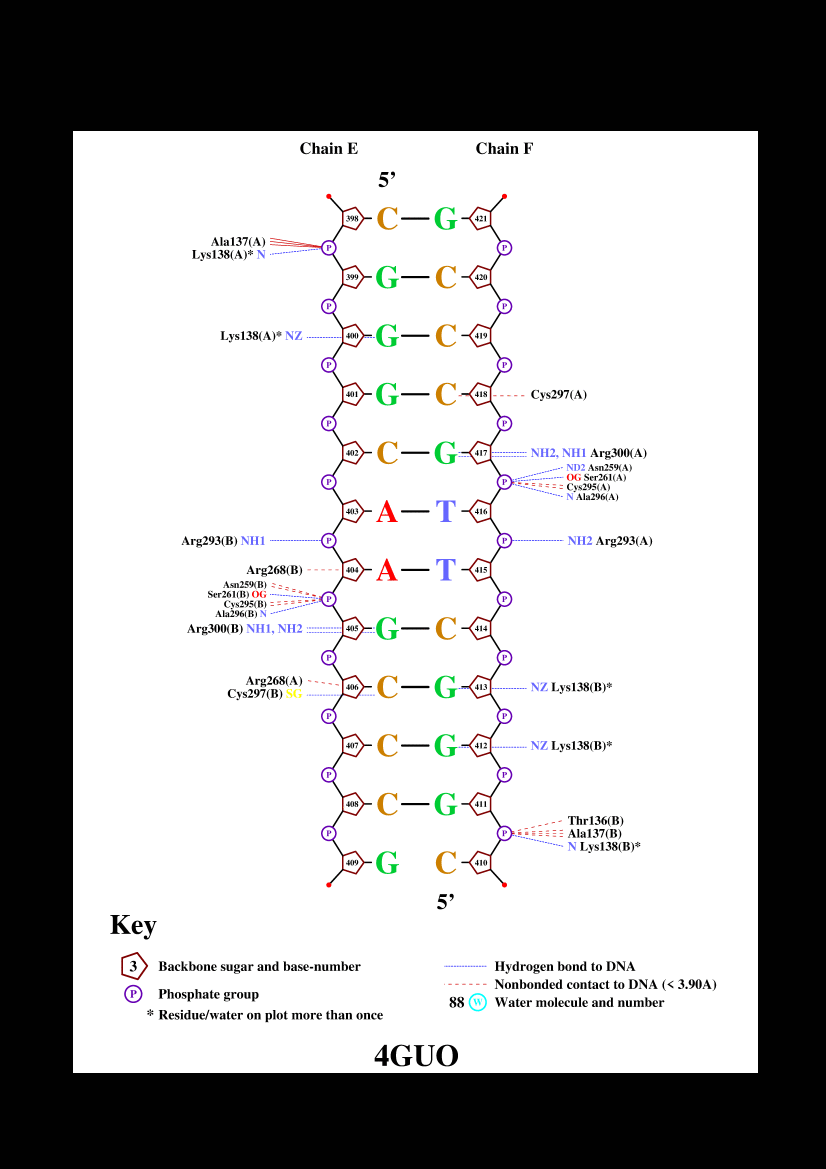 Chain E Chain F
5’
398 C G 421
Ala137(A)
P P
Lys138(A)* N
399 G C 420
P P
Lys138(A)* NZ 400 G C 419
P P
401 G C 418 Cys297(A)
P P
402 C G 417 NH2, NH1 Arg300(A)
ND2 Asn259(A)
OG Ser261(A)
P P
Cys295(A)
N Ala296(A)
403 A T 416
Arg293(B) NH1 P P NH2 Arg293(A)
Arg268(B) 404 A T 415
Asn259(B)
Ser261(B) OG
P P
Cys295(B)
Ala296(B) N
Arg300(B) NH1, NH2 405 G C 414
P P
Arg268(A)
406 C G 413 NZ Lys138(B)*
Cys297(B) SG
P P
407 C G 412 NZ Lys138(B)*
P P
408 C G 411
Thr136(B)
P P Ala137(B)
N Lys138(B)*
409 G C 410
5’
Key
3 Backbone sugar and base-number
P Phosphate group
* Residue/water on plot more than once
Hydrogen bond to DNA
Nonbonded contact to DNA (< 3.90A)
88 W Water molecule and number
4GUO